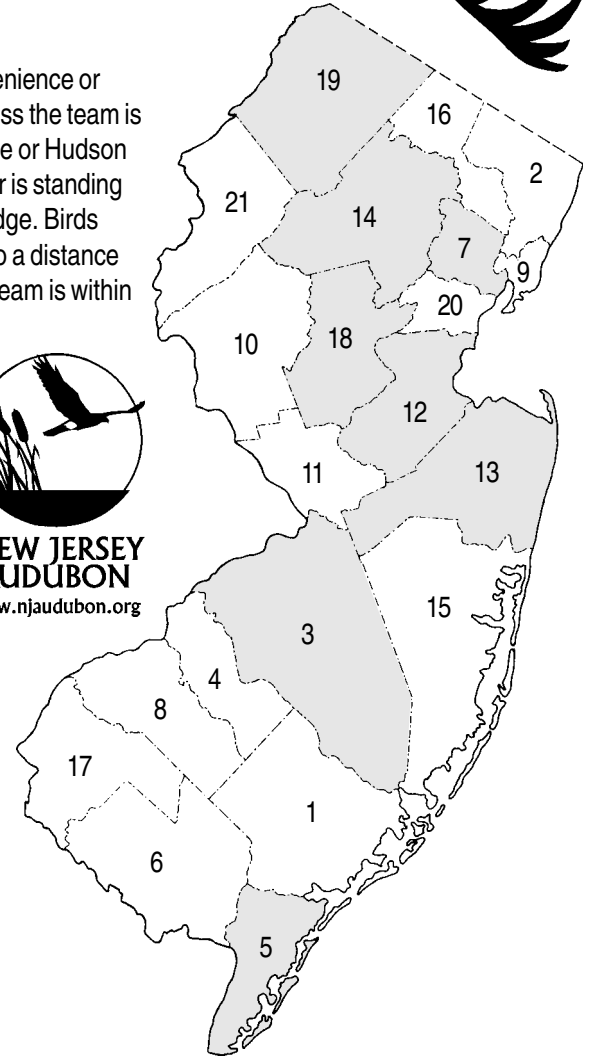 enience or
ss the team is
e or Hudson
r is standing
dge. Birds
o a distance
team is within
EW JERSEY
UDUBON
w.njaudubon.org
19
16
2
21
14
7
9
20
10
18
12
13
11
15
3
4
8
17
1
6
5